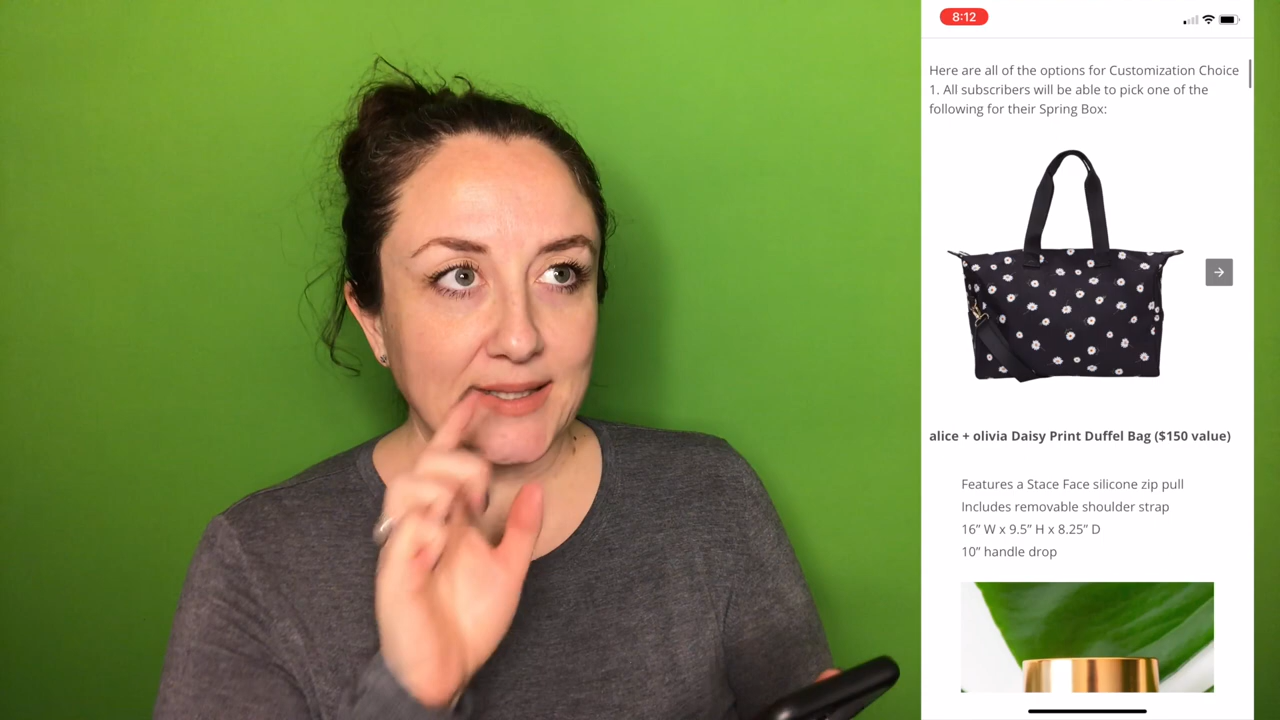 8:12
Here are all of the options for Customization Choice
1. All subscribers will be able to pick one of the
following for their Spring Box:
alice + olivia Daisy Print Duffel Bag ($150 value)
Features a Stace Face silicone zip pull
Includes removable shoulder strap
16” W x 9.5” H x 8.25” D
10” handle drop